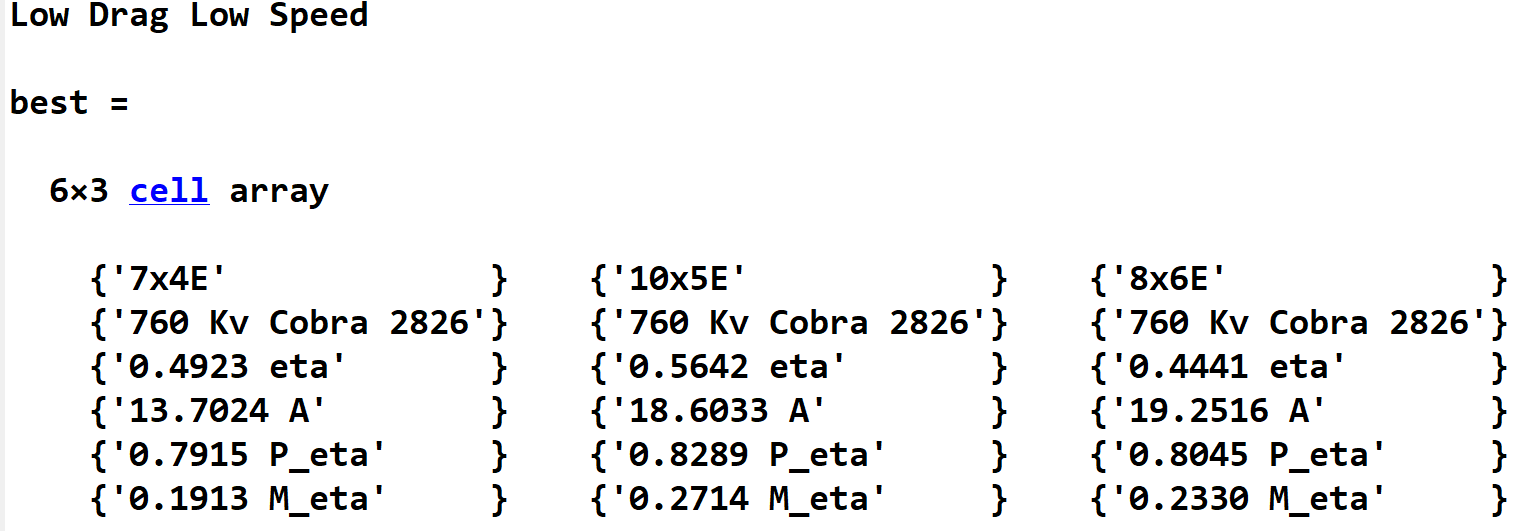 Low Drag Low Speed
best =
6×3 cell array
{'7x4E' } {'10x5E' } {'8x6E' }
{'760 Kv Cobra 2826'} {'760 Kv Cobra 2826'} {'760 Kv Cobra 2826'}
{'0.4923 eta' } {'0.5642 eta' } {'0.4441 eta' }
{'13.7024 A' } {'18.6033 A' } {'19.2516 A' }
{'0.7915 P_eta' } {'0.8289 P_eta' } {'0.8045 P_eta' }
{'0.1913 M_eta' } {'0.2714 M_eta' } {'0.2330 M_eta' }